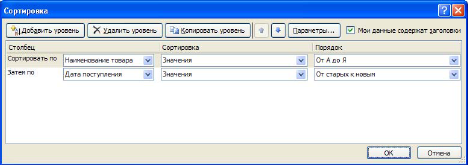 Сортировка
Добавить уровень Удалить уровень Копировать уровень Параметры... Мои данные содержат заголовки
Столбец Сортировка Порядок
Сортировать по Наименование товара Значения От А до Я
Затем по Дата поступления Значения От старых к новым
ОК Отмена